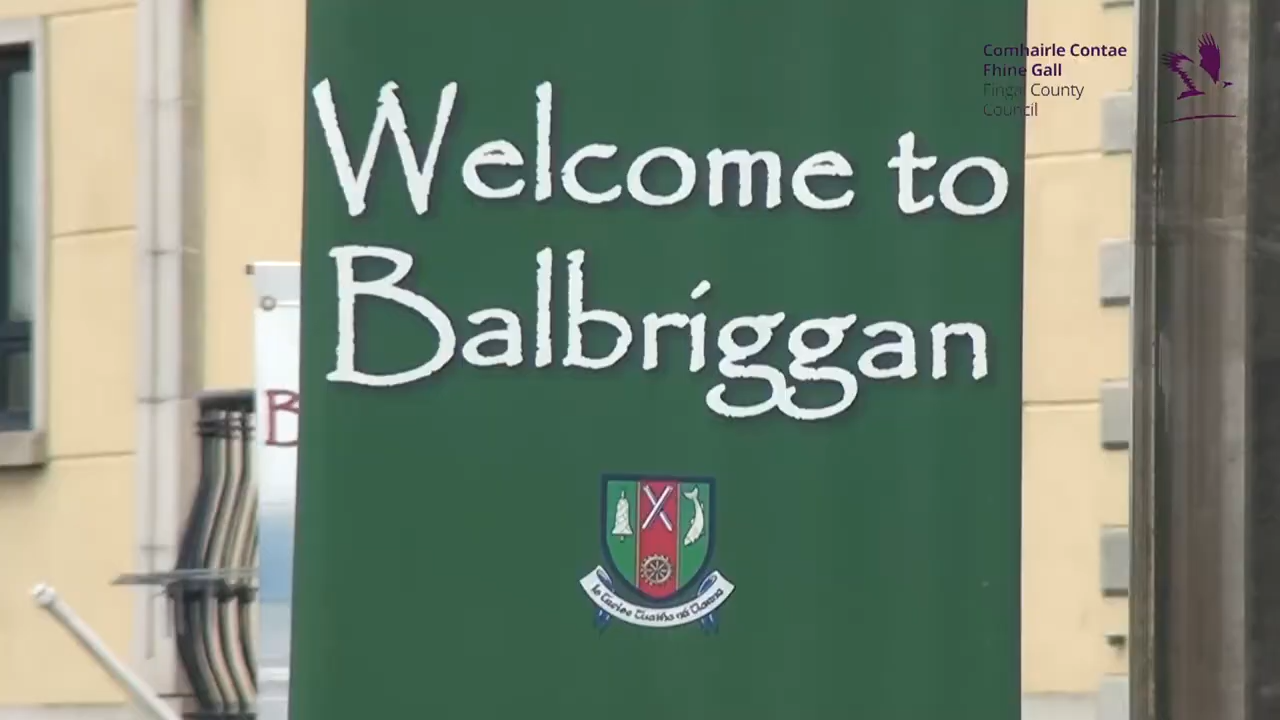 Comhairle Contae
Fhine Gall
Fingal County
Council
Welcome to
Balbriggan
B